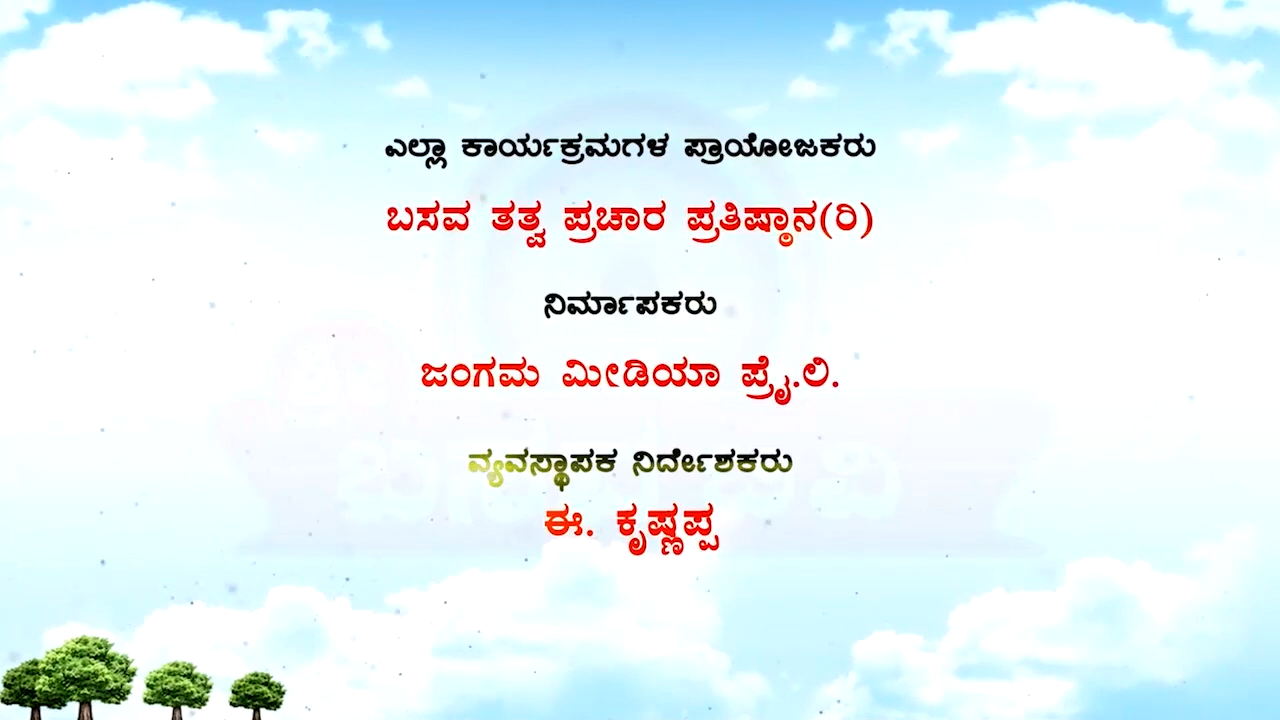 ಎಲ್ಲಾ ಕಾರ್ಯಕ್ರಮಗಳ ಪ್ರಾಯೋಜಕರು
ಬಸವ ತತ್ವ ಪ್ರಚಾರ ಪ್ರತಿಷ್ಠಾನ(ರಿ)
ನಿರ್ಮಾಪಕರು
ಜಂಗಮ ಮೀಡಿಯಾ ಪ್ರೈ.ಲಿ.
ವ್ಯವಸ್ಥಾಪಕ ನಿರ್ದೇಶಕರು
ಈ. ಕೃಷ್ಣಪ್ಪ